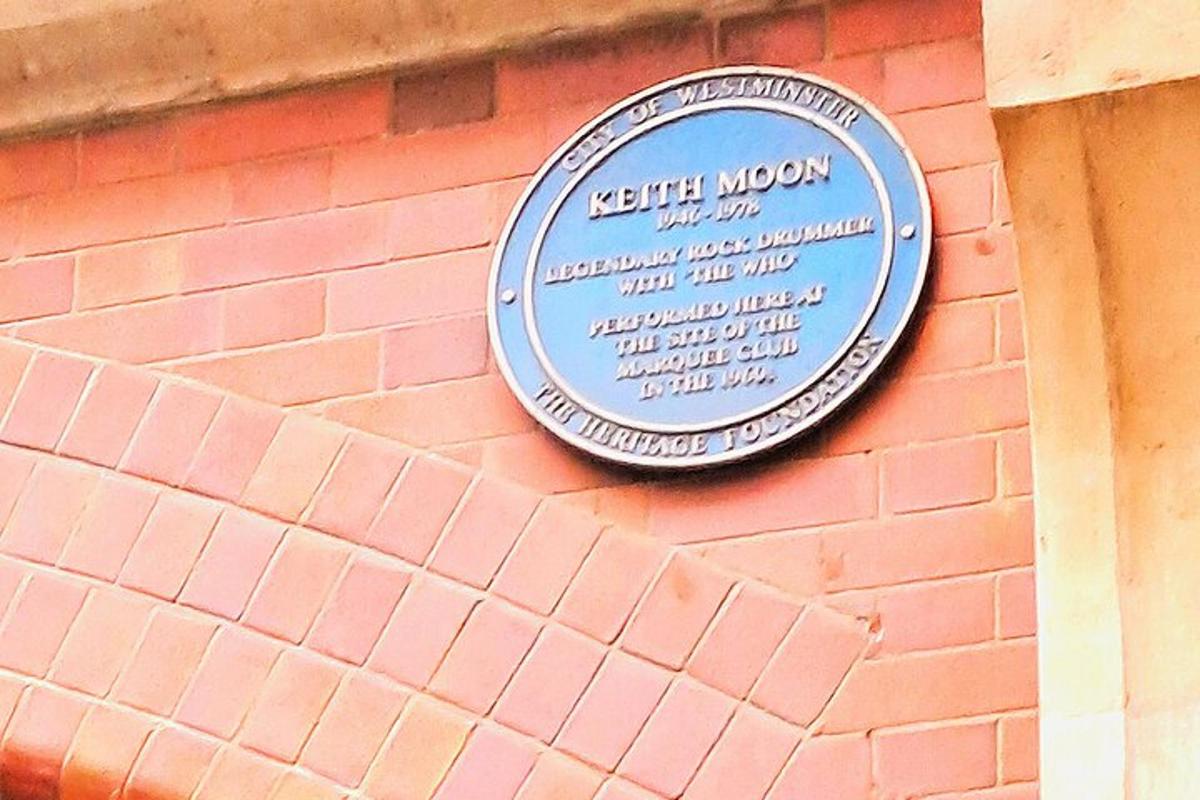 CITY OF WESTMINSTER
KEITH MOON
1946 - 1978
LEGENDARY ROCK DRUMMER
WITH 'THE WHO'
PERFORMED HERE AT
THE SITE OF THE
MARQUEE CLUB
IN THE 1960s
THE HERITAGE FOUNDATION